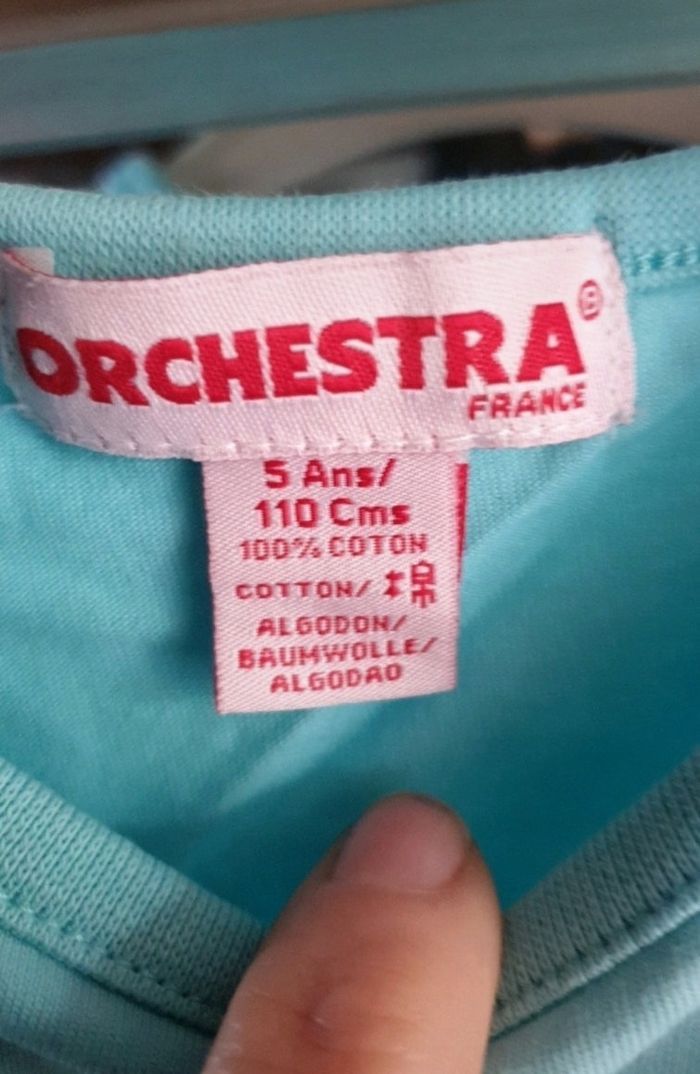 ORCHESTRA®
FRANCE
5 Ans/
110 Cms
100% COTON
COTTON/棉
ALGODON/
BAUMWOLLE/
ALGODAO